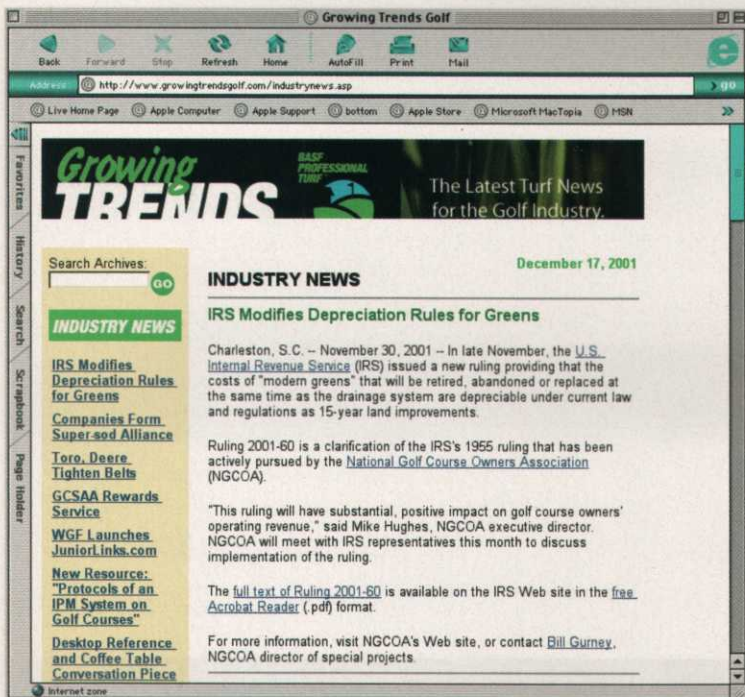 Growing Trends Golf
Back Forward Stop Refresh Home AutoFill Print Mail
Address http://www.growingtrendsgolf.com/industrynews.asp go
Live Home Page Apple Computer Apple Support bottom Apple Store Microsoft MacTopia MSN
Favorites
History
Search
Scrapbook
Page Holder
Growing
TRENDS
BASF
PROFESSIONAL
TURF
The Latest Turf News
for the Golf Industry.
Search Archives:
GO
INDUSTRY NEWS
IRS Modifies
Depreciation Rules
for Greens
Companies Form
Super-sod Alliance
Toro, Deere
Tighten Belts
GCSAA Rewards
Service
WGF Launches
JuniorLinks.com
New Resource:
"Protocols of an
IPM System on
Golf Courses"
Desktop Reference
and Coffee Table
Conversation Piece
December 17, 2001
INDUSTRY NEWS
IRS Modifies Depreciation Rules for Greens
Charleston, S.C. -- November 30, 2001 -- In late November, the U.S.
Internal Revenue Service (IRS) issued a new ruling providing that the
costs of "modern greens" that will be retired, abandoned or replaced at
the same time as the drainage system are depreciable under current law
and regulations as 15-year land improvements.
Ruling 2001-60 is a clarification of the IRS's 1955 ruling that has been
actively pursued by the National Golf Course Owners Association
(NGCOA).
"This ruling will have substantial, positive impact on golf course owners'
operating revenue," said Mike Hughes, NGCOA executive director.
NGCOA will meet with IRS representatives this month to discuss
implementation of the ruling.
The full text of Ruling 2001-60 is available on the IRS Web site in the free
Acrobat Reader (.pdf) format.
For more information, visit NGCOA's Web site, or contact Bill Gurney,
NGCOA director of special projects.
Internet zone